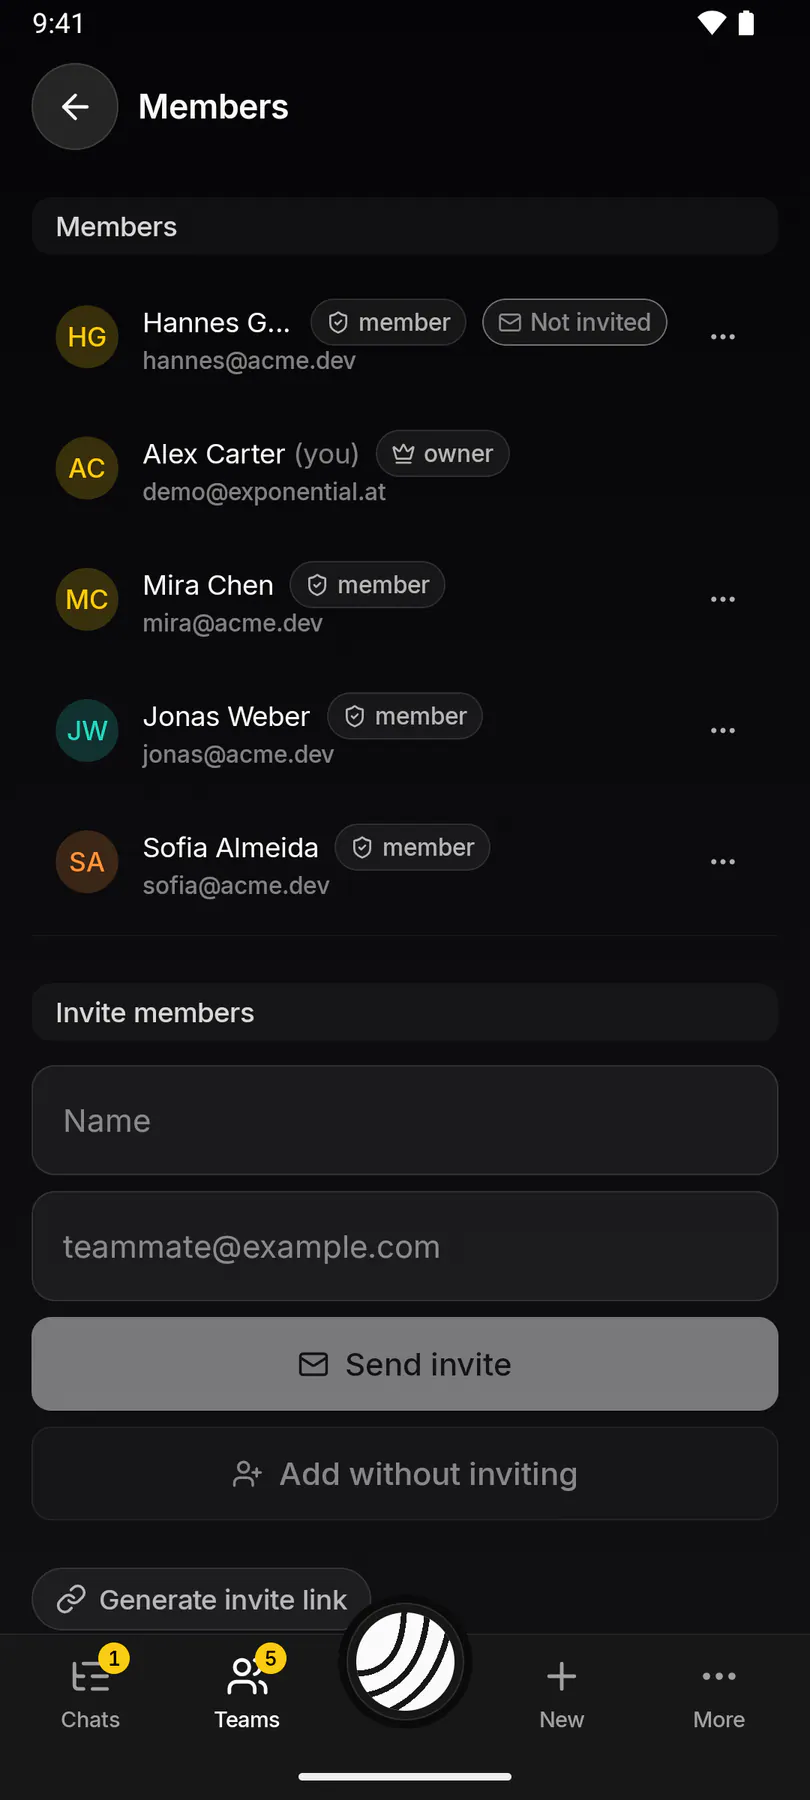 9:41
Members
Members
HG
Hannes G... member Not invited
hannes@acme.dev
AC
Alex Carter (you) owner
demo@exponential.at
MC
Mira Chen member
mira@acme.dev
JW
Jonas Weber member
jonas@acme.dev
SA
Sofia Almeida member
sofia@acme.dev
Invite members
Name
teammate@example.com
Send invite
Add without inviting
Generate invite link
1 5
Chats Teams New More